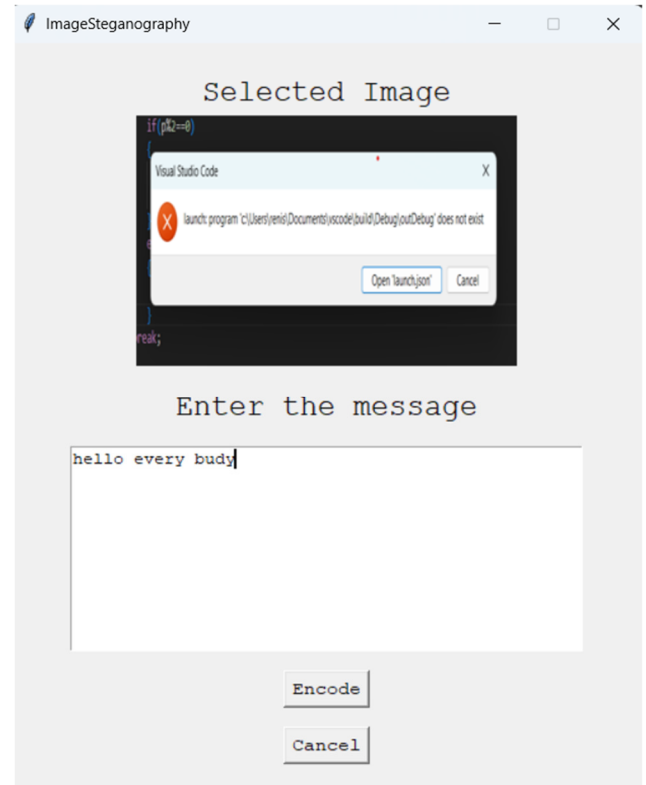 ImageSteganography
Selected Image
if(p%2==0)
{
Visual Studio Code
X
launch: program 'c:\Users\renis\Documents\vscode\build\Debug\outDebug' does not exist
Open 'launch.json'
Cancel
}
reak;
Enter the message
hello every budy
Encode
Cancel